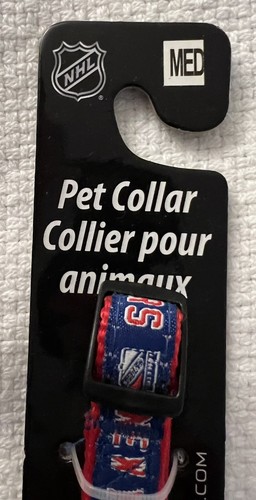 NHL
MED
Pet Collar
Collier pour
animaux
.COM